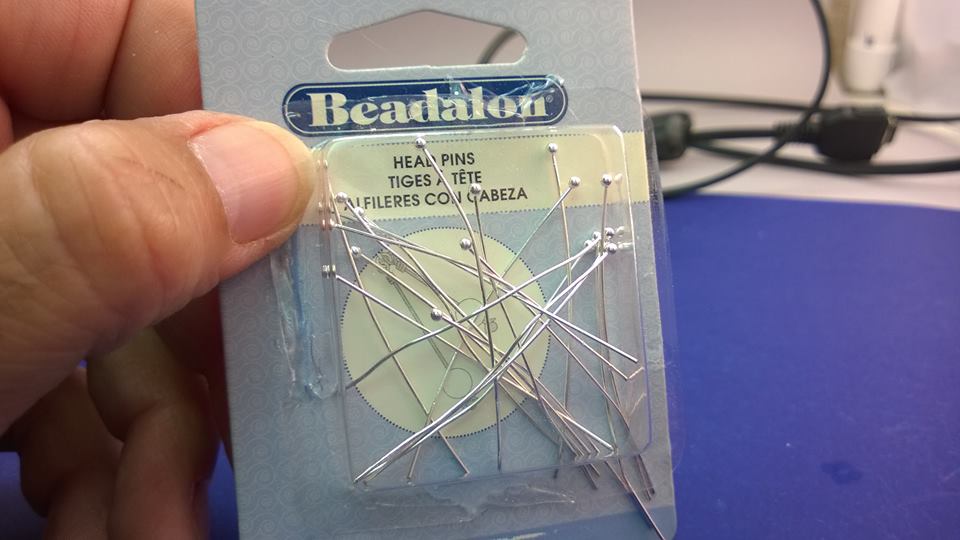 Beadalon®
HEAD PINS
TIGES À TÊTE
ALFILERES CON CABEZA